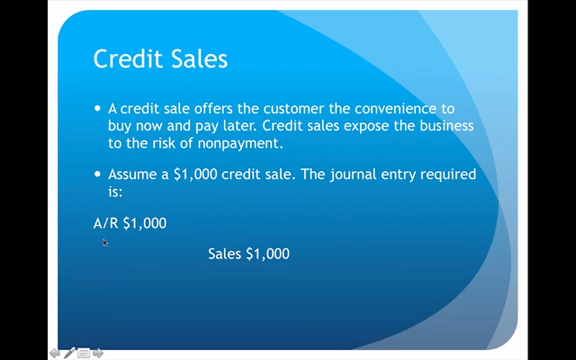 Credit Sales
• A credit sale offers the customer the convenience to
buy now and pay later. Credit sales expose the business
to the risk of nonpayment.
• Assume a $1,000 credit sale. The journal entry required
is:
A/R $1,000
Sales $1,000